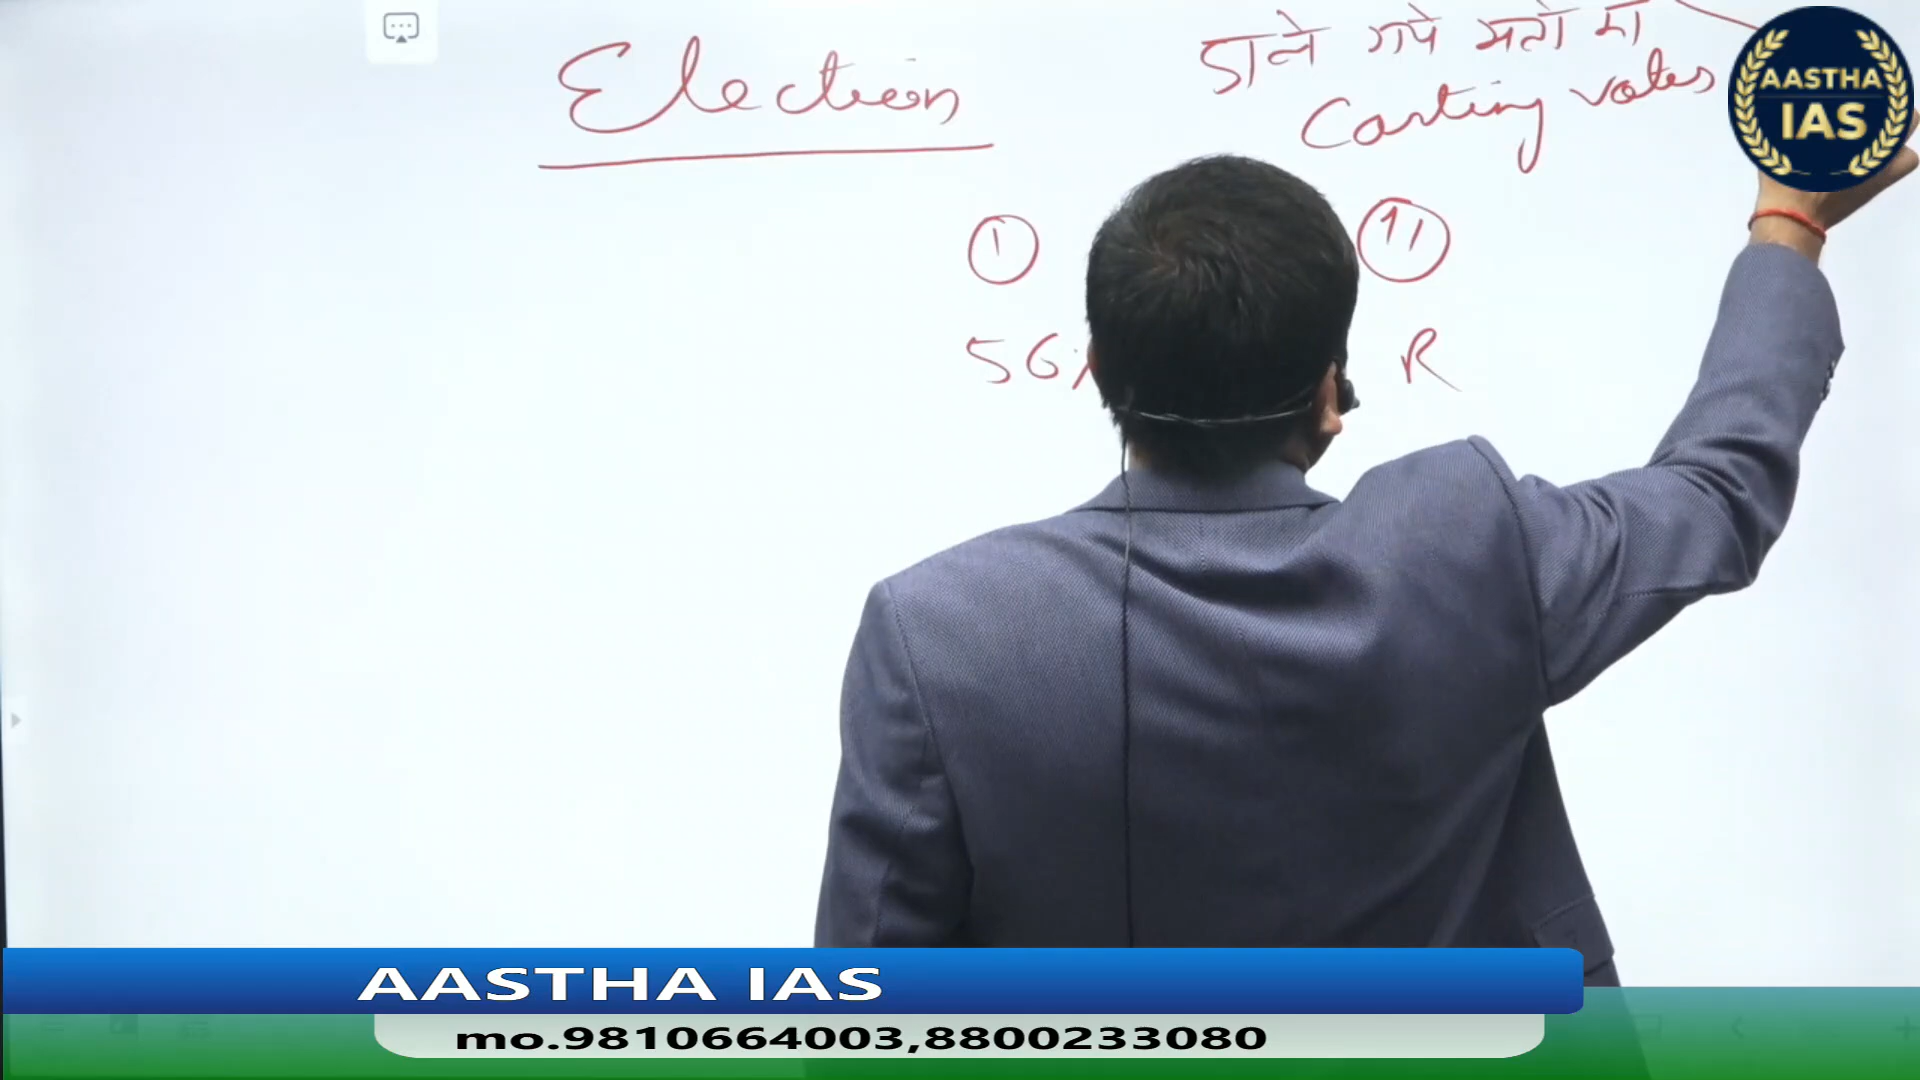 Election
डाले गये मतो का
Casting votes
AASTHA
IAS
1
11
56%
R
AASTHA IAS
mo.9810664003,8800233080